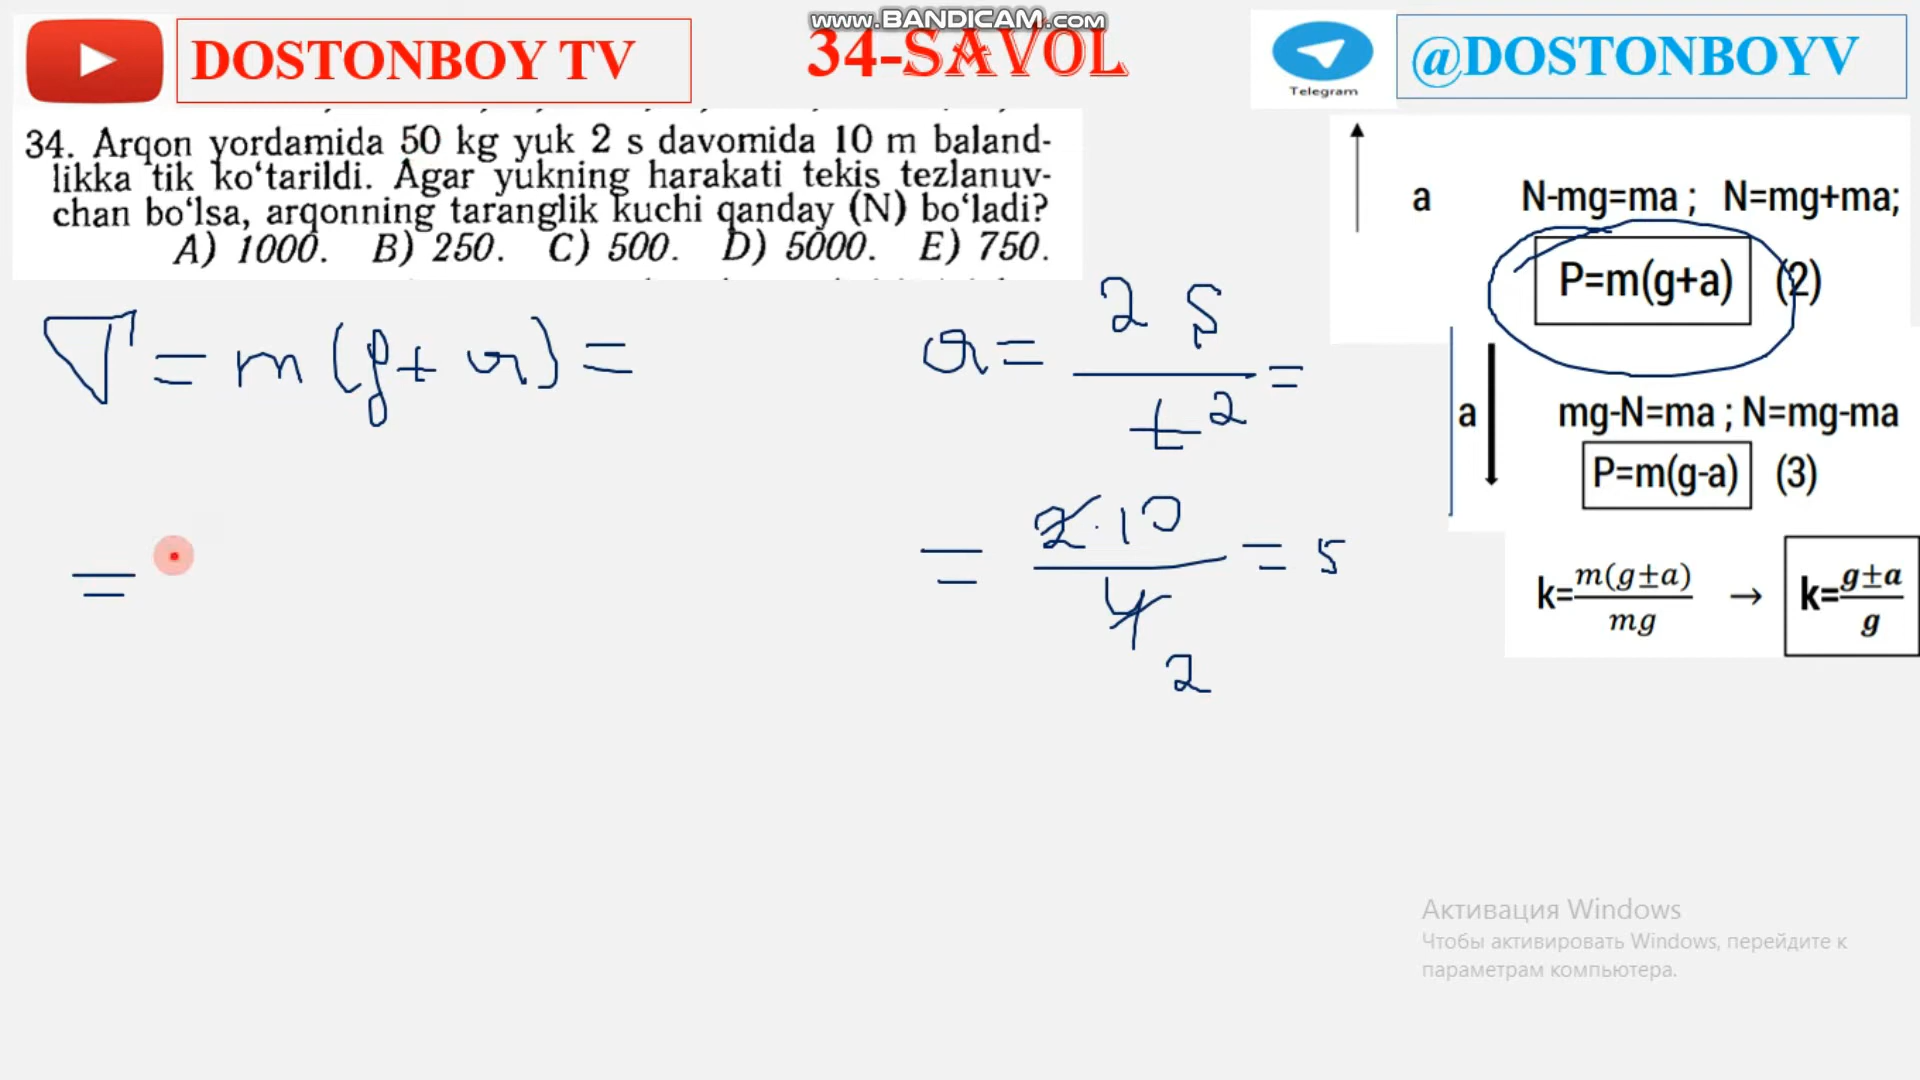 www.BANDICAM.com
DOSTONBOY TV
34-SAVOL
Telegram
@DOSTONBOYV
34. Arqon yordamida 50 kg yuk 2 s davomida 10 m baland-
likka tik ko‘tarildi. Agar yukning harakati tekis tezlanuv-
chan bo‘lsa, arqonning taranglik kuchi qanday (N) bo‘ladi?
A) 1000. B) 250. C) 500. D) 5000. E) 750.
a N-mg=ma ; N=mg+ma;
P=m(g+a) (2)
a mg-N=ma ; N=mg-ma
P=m(g-a) (3)
k=m(g±a)/mg → k=g±a/g
T = m(g+a) =
a = 2S/t² =
= 2·10/4 = 5
2
=
Активация Windows
Чтобы активировать Windows, перейдите к
параметрам компьютера.